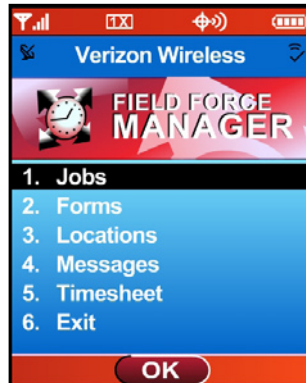 1X
Verizon Wireless
FIELD FORCE
MANAGER
1. Jobs
2. Forms
3. Locations
4. Messages
5. Timesheet
6. Exit
OK